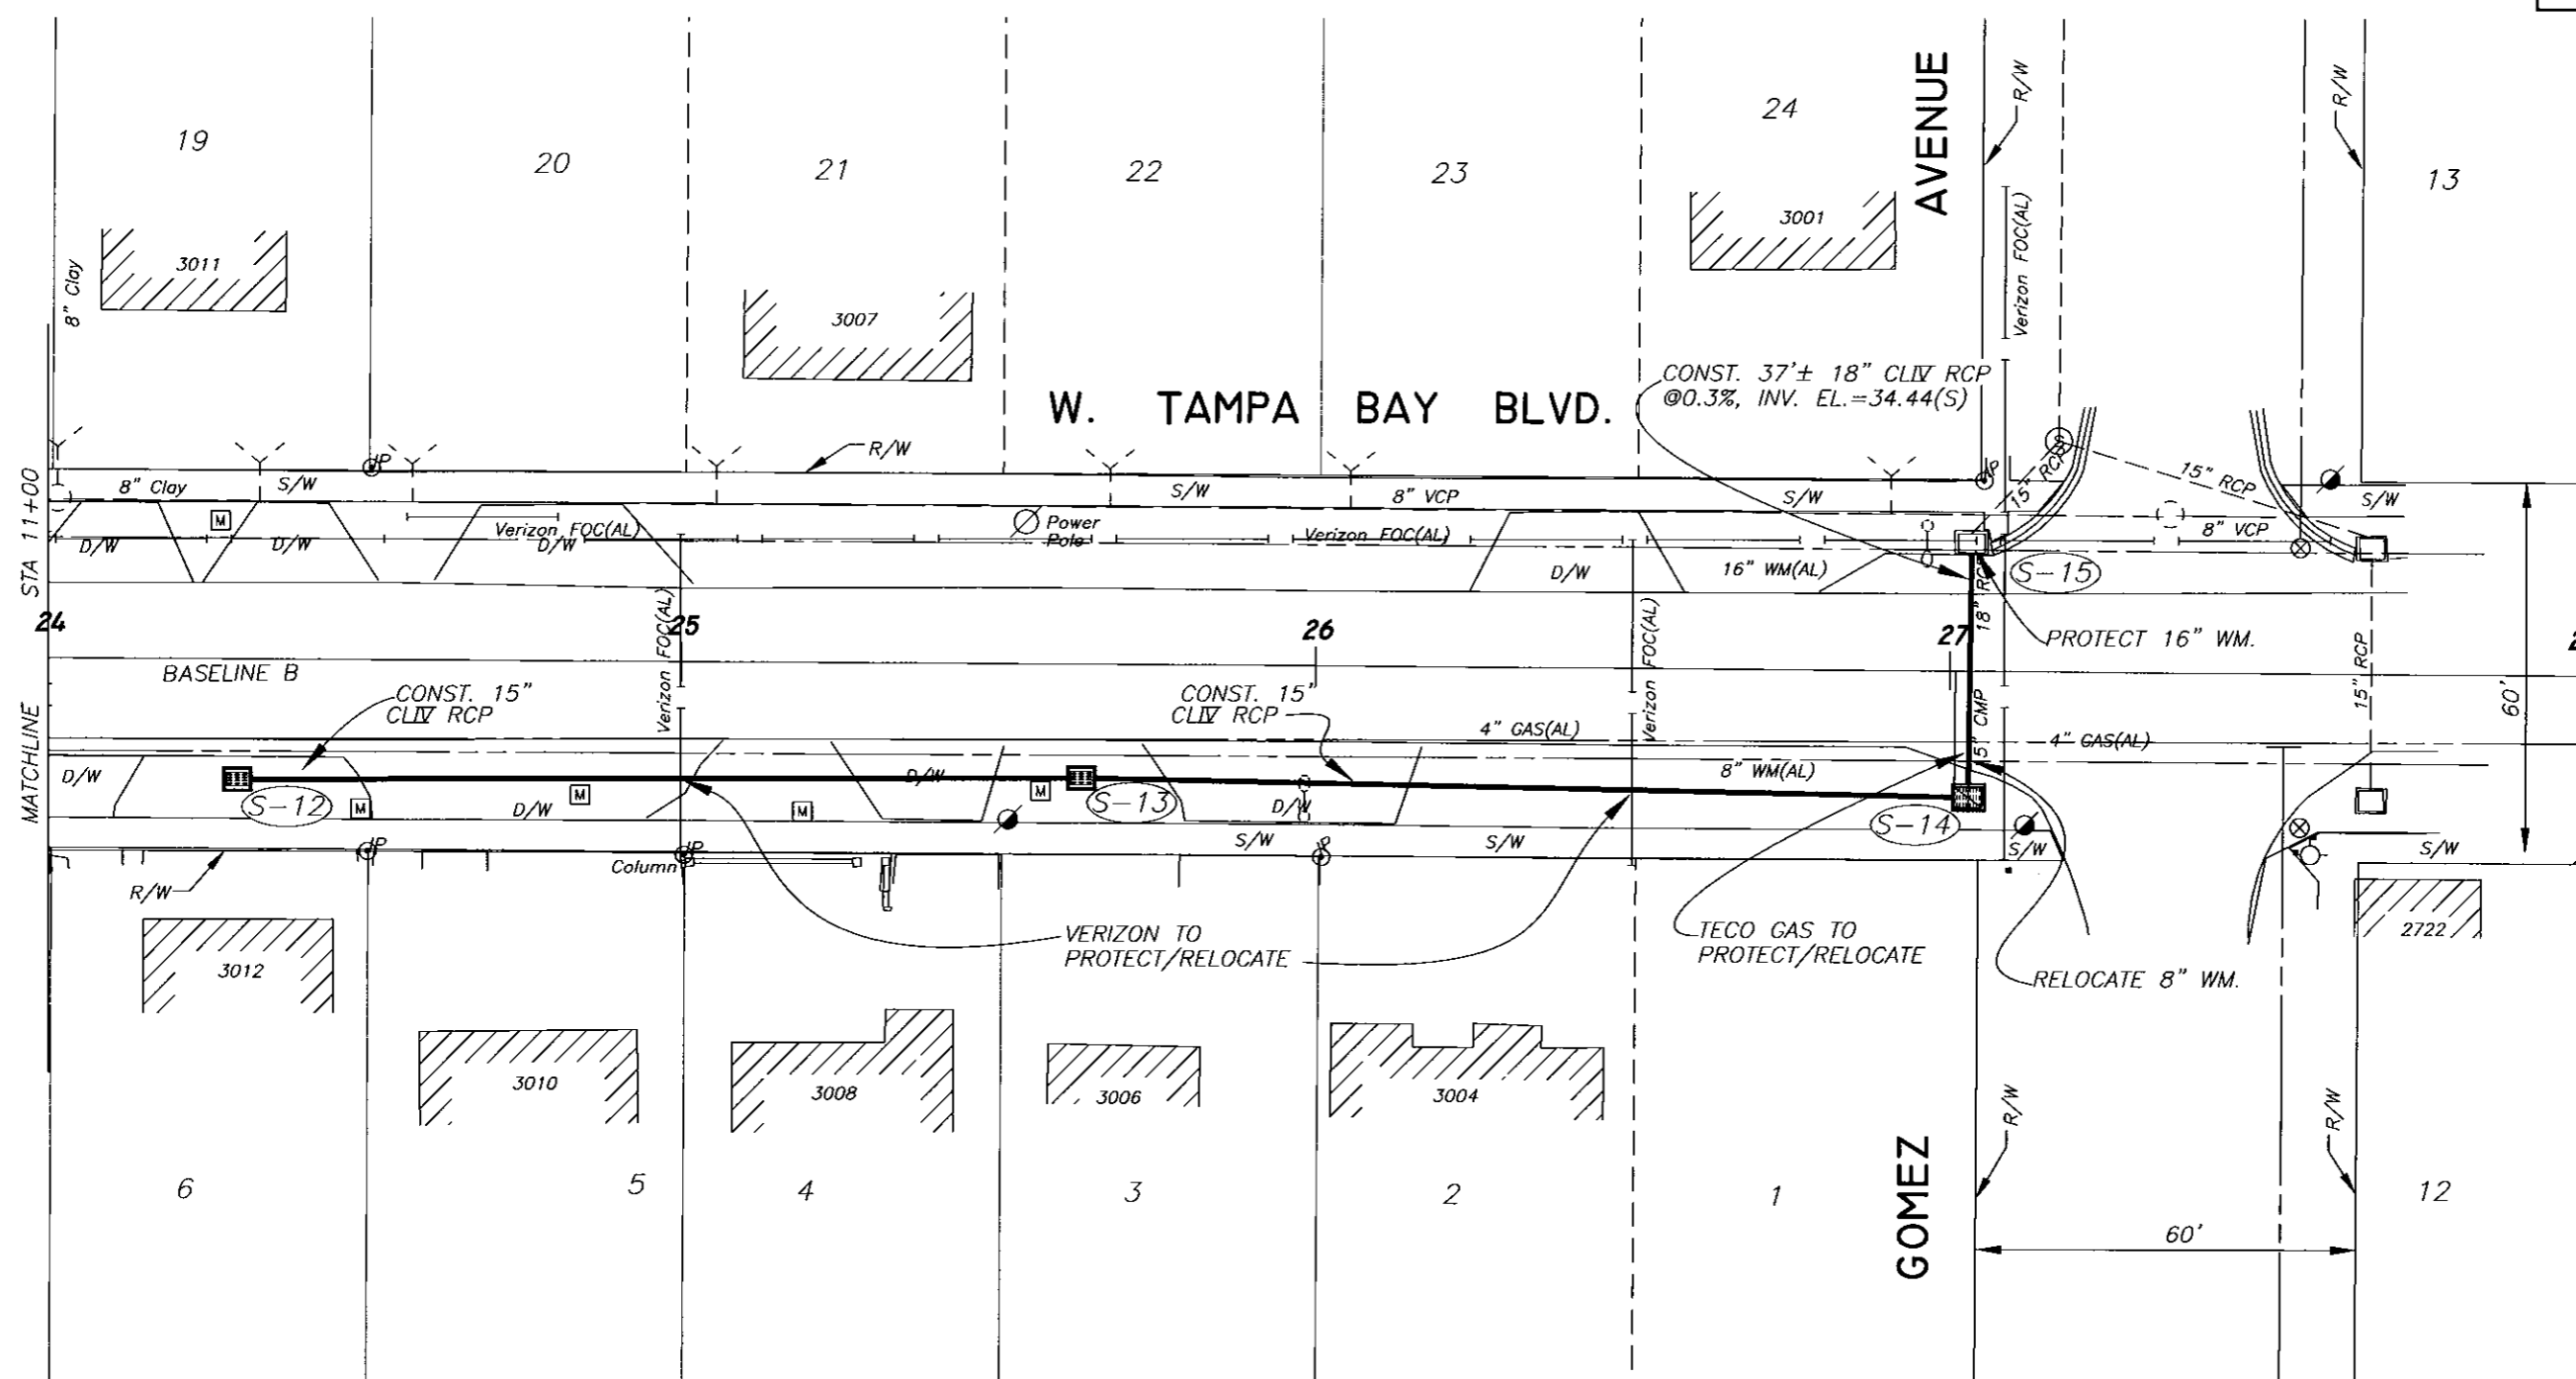 19
20
21
22
23
24
13
AVENUE
R/W
R/W
Verizon FOC(AL)
8" Clay
3011
3007
3001
CONST. 37'± 18" CLIV RCP
@0.3%, INV. EL.=34.44(S)
W. TAMPA BAY BLVD.
R/W
IP
IP
S
15" RCP
15" RCP
8" Clay
S/W
S/W
8" VCP
S/W
S/W
M
Verizon FOC(AL)
Power
Pole
Verizon FOC(AL)
8" VCP
D/W
D/W
D/W
D/W
16" WM(AL)
S-15
STA 11+00
MATCHLINE
24
25
26
27
Verizon FOC(AL)
Verizon FOC(AL)
18" RCP
PROTECT 16" WM.
15" RCP
60'
BASELINE B
CONST. 15"
CLIV RCP
CONST. 15"
CLIV RCP
4" GAS(AL)
15" CMP
4" GAS(AL)
D/W
D/W
8" WM(AL)
S-12
M
D/W
M
M
M
S-13
D/W
S-14
S/W
S/W
S/W
S/W
IP
IP
IP
Column
R/W
VERIZON TO
PROTECT/RELOCATE
TECO GAS TO
PROTECT/RELOCATE
RELOCATE 8" WM.
3012
3010
3008
3006
3004
2722
R/W
R/W
GOMEZ
6
5
4
3
2
1
12
60'